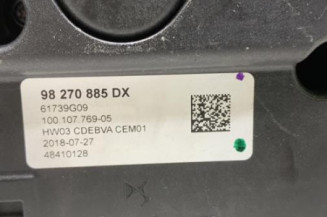 98 270 885 DX
61739G09
100.107.769-05
HW03 CDEBVA CEM01
2018-07-27
48410128